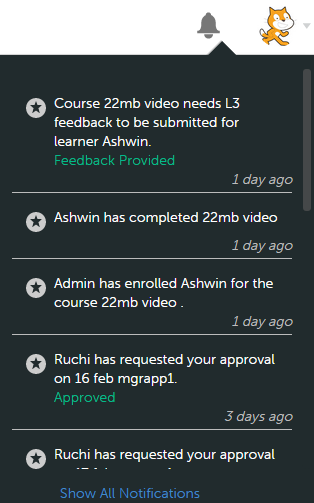 Course 22mb video needs L3
feedback to be submitted for
learner Ashwin.
Feedback Provided
1 day ago
Ashwin has completed 22mb video
1 day ago
Admin has enrolled Ashwin for the
course 22mb video .
1 day ago
Ruchi has requested your approval
on 16 feb mgrapp1.
Approved
3 days ago
Ruchi has requested your approval
Show All Notifications